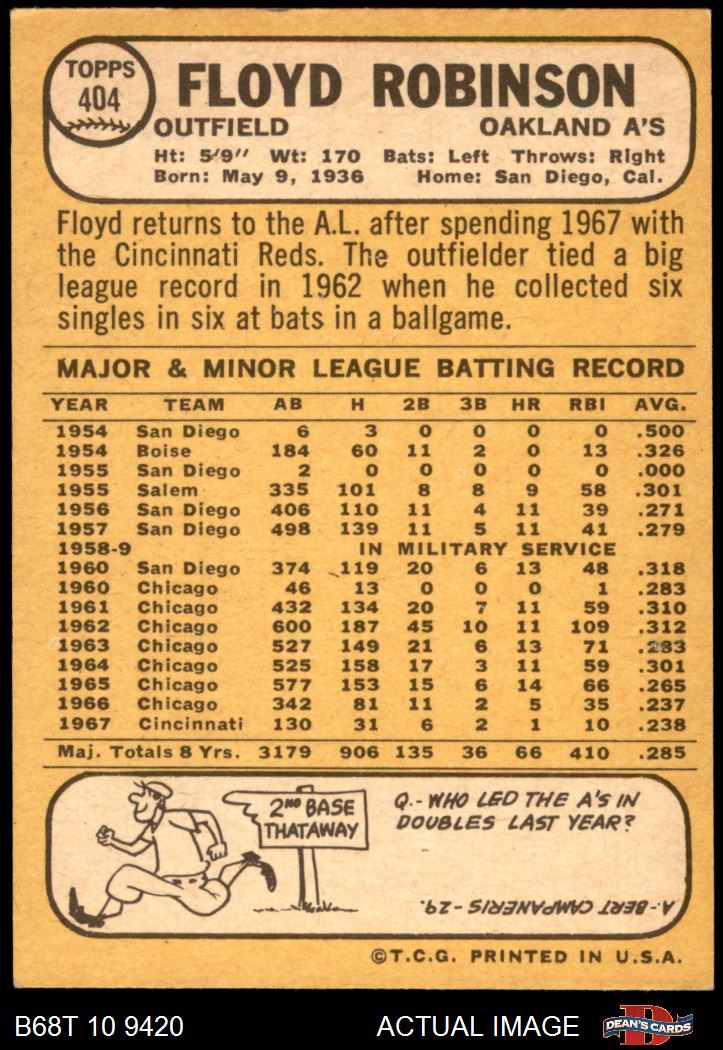 TOPPS
404
FLOYD ROBINSON
OUTFIELD OAKLAND A'S
Ht: 5'9" Wt: 170 Bats: Left Throws: Right
Born: May 9, 1936 Home: San Diego, Cal.
Floyd returns to the A.L. after spending 1967 with
the Cincinnati Reds. The outfielder tied a big
league record in 1962 when he collected six
singles in six at bats in a ballgame.
MAJOR & MINOR LEAGUE BATTING RECORD
YEAR TEAM AB H 2B 3B HR RBI AVG.
1954 San Diego 6 3 0 0 0 0 .500
1954 Boise 184 60 11 2 0 13 .326
1955 San Diego 2 0 0 0 0 0 .000
1955 Salem 335 101 8 8 9 58 .301
1956 San Diego 406 110 11 4 11 39 .271
1957 San Diego 498 139 11 5 11 41 .279
1958-9 IN MILITARY SERVICE
1960 San Diego 374 119 20 6 13 48 .318
1960 Chicago 46 13 0 0 0 1 .283
1961 Chicago 432 134 20 7 11 59 .310
1962 Chicago 600 187 45 10 11 109 .312
1963 Chicago 527 149 21 6 13 71 .283
1964 Chicago 525 158 17 3 11 59 .301
1965 Chicago 577 153 15 6 14 66 .265
1966 Chicago 342 81 11 2 5 35 .237
1967 Cincinnati 130 31 6 2 1 10 .238
Maj. Totals 8 Yrs. 3179 906 135 36 66 410 .285
2ND BASE
THATAWAY
Q.- WHO LED THE A'S IN
DOUBLES LAST YEAR?
A.- BERT CAMPANERIS - 29.
©T.C.G. PRINTED IN U.S.A.
B68T 10 9420 ACTUAL IMAGE
D
DEAN'S CARDS